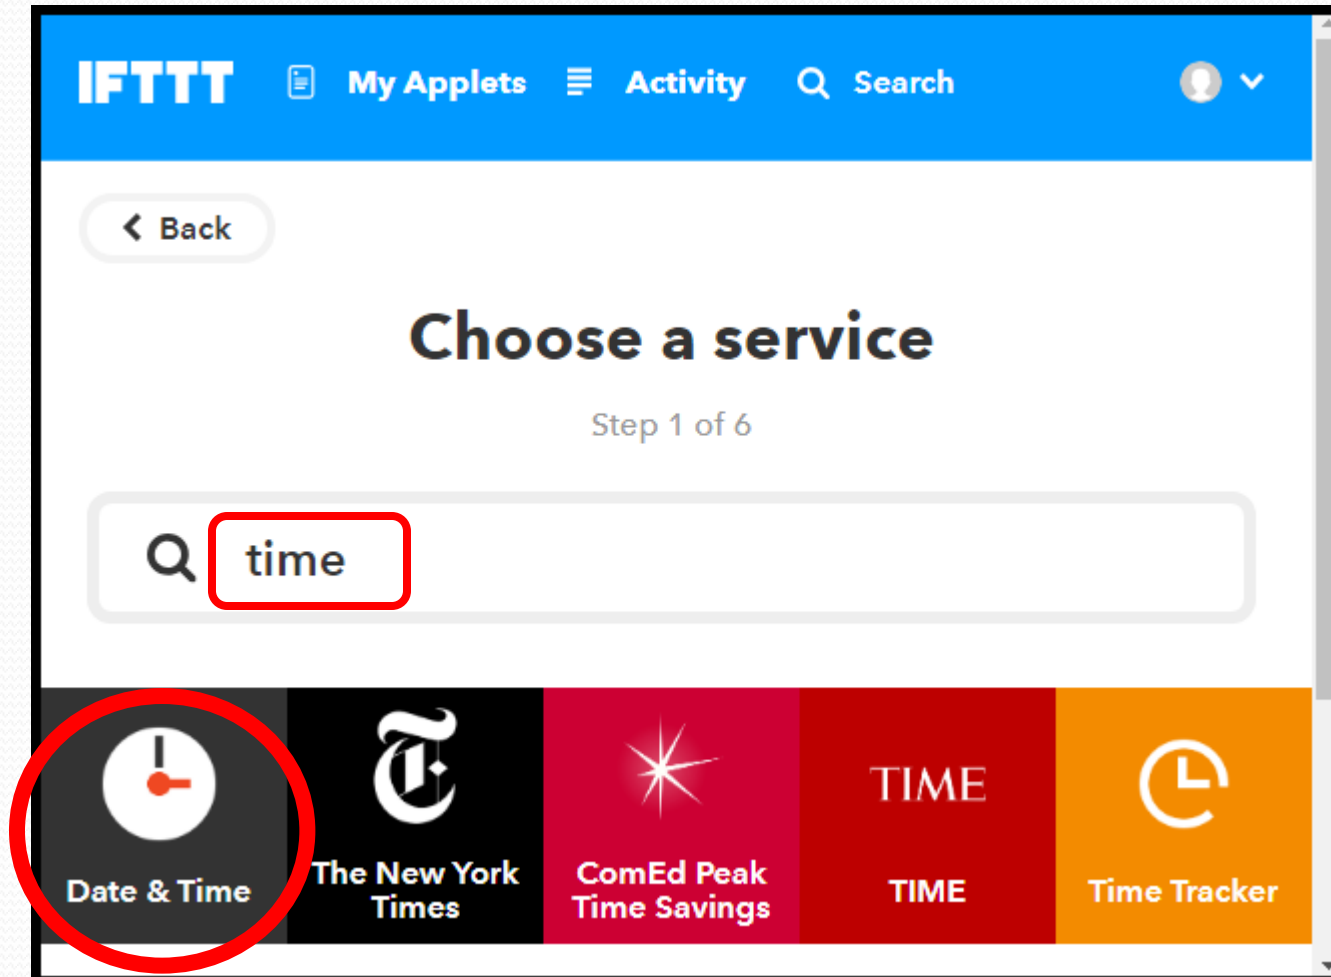 IFTTT My Applets Activity Search
Back
Choose a service
Step 1 of 6
time
TIME
Date & Time
The New York
Times
ComEd Peak
Time Savings
TIME
Time Tracker